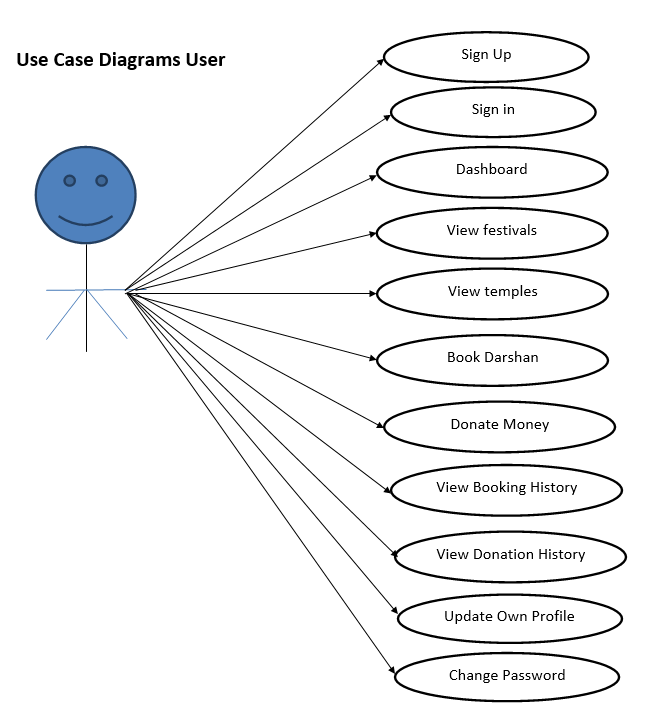 Use Case Diagrams User
Sign Up
Sign in
Dashboard
View festivals
View temples
Book Darshan
Donate Money
View Booking History
View Donation History
Update Own Profile
Change Password